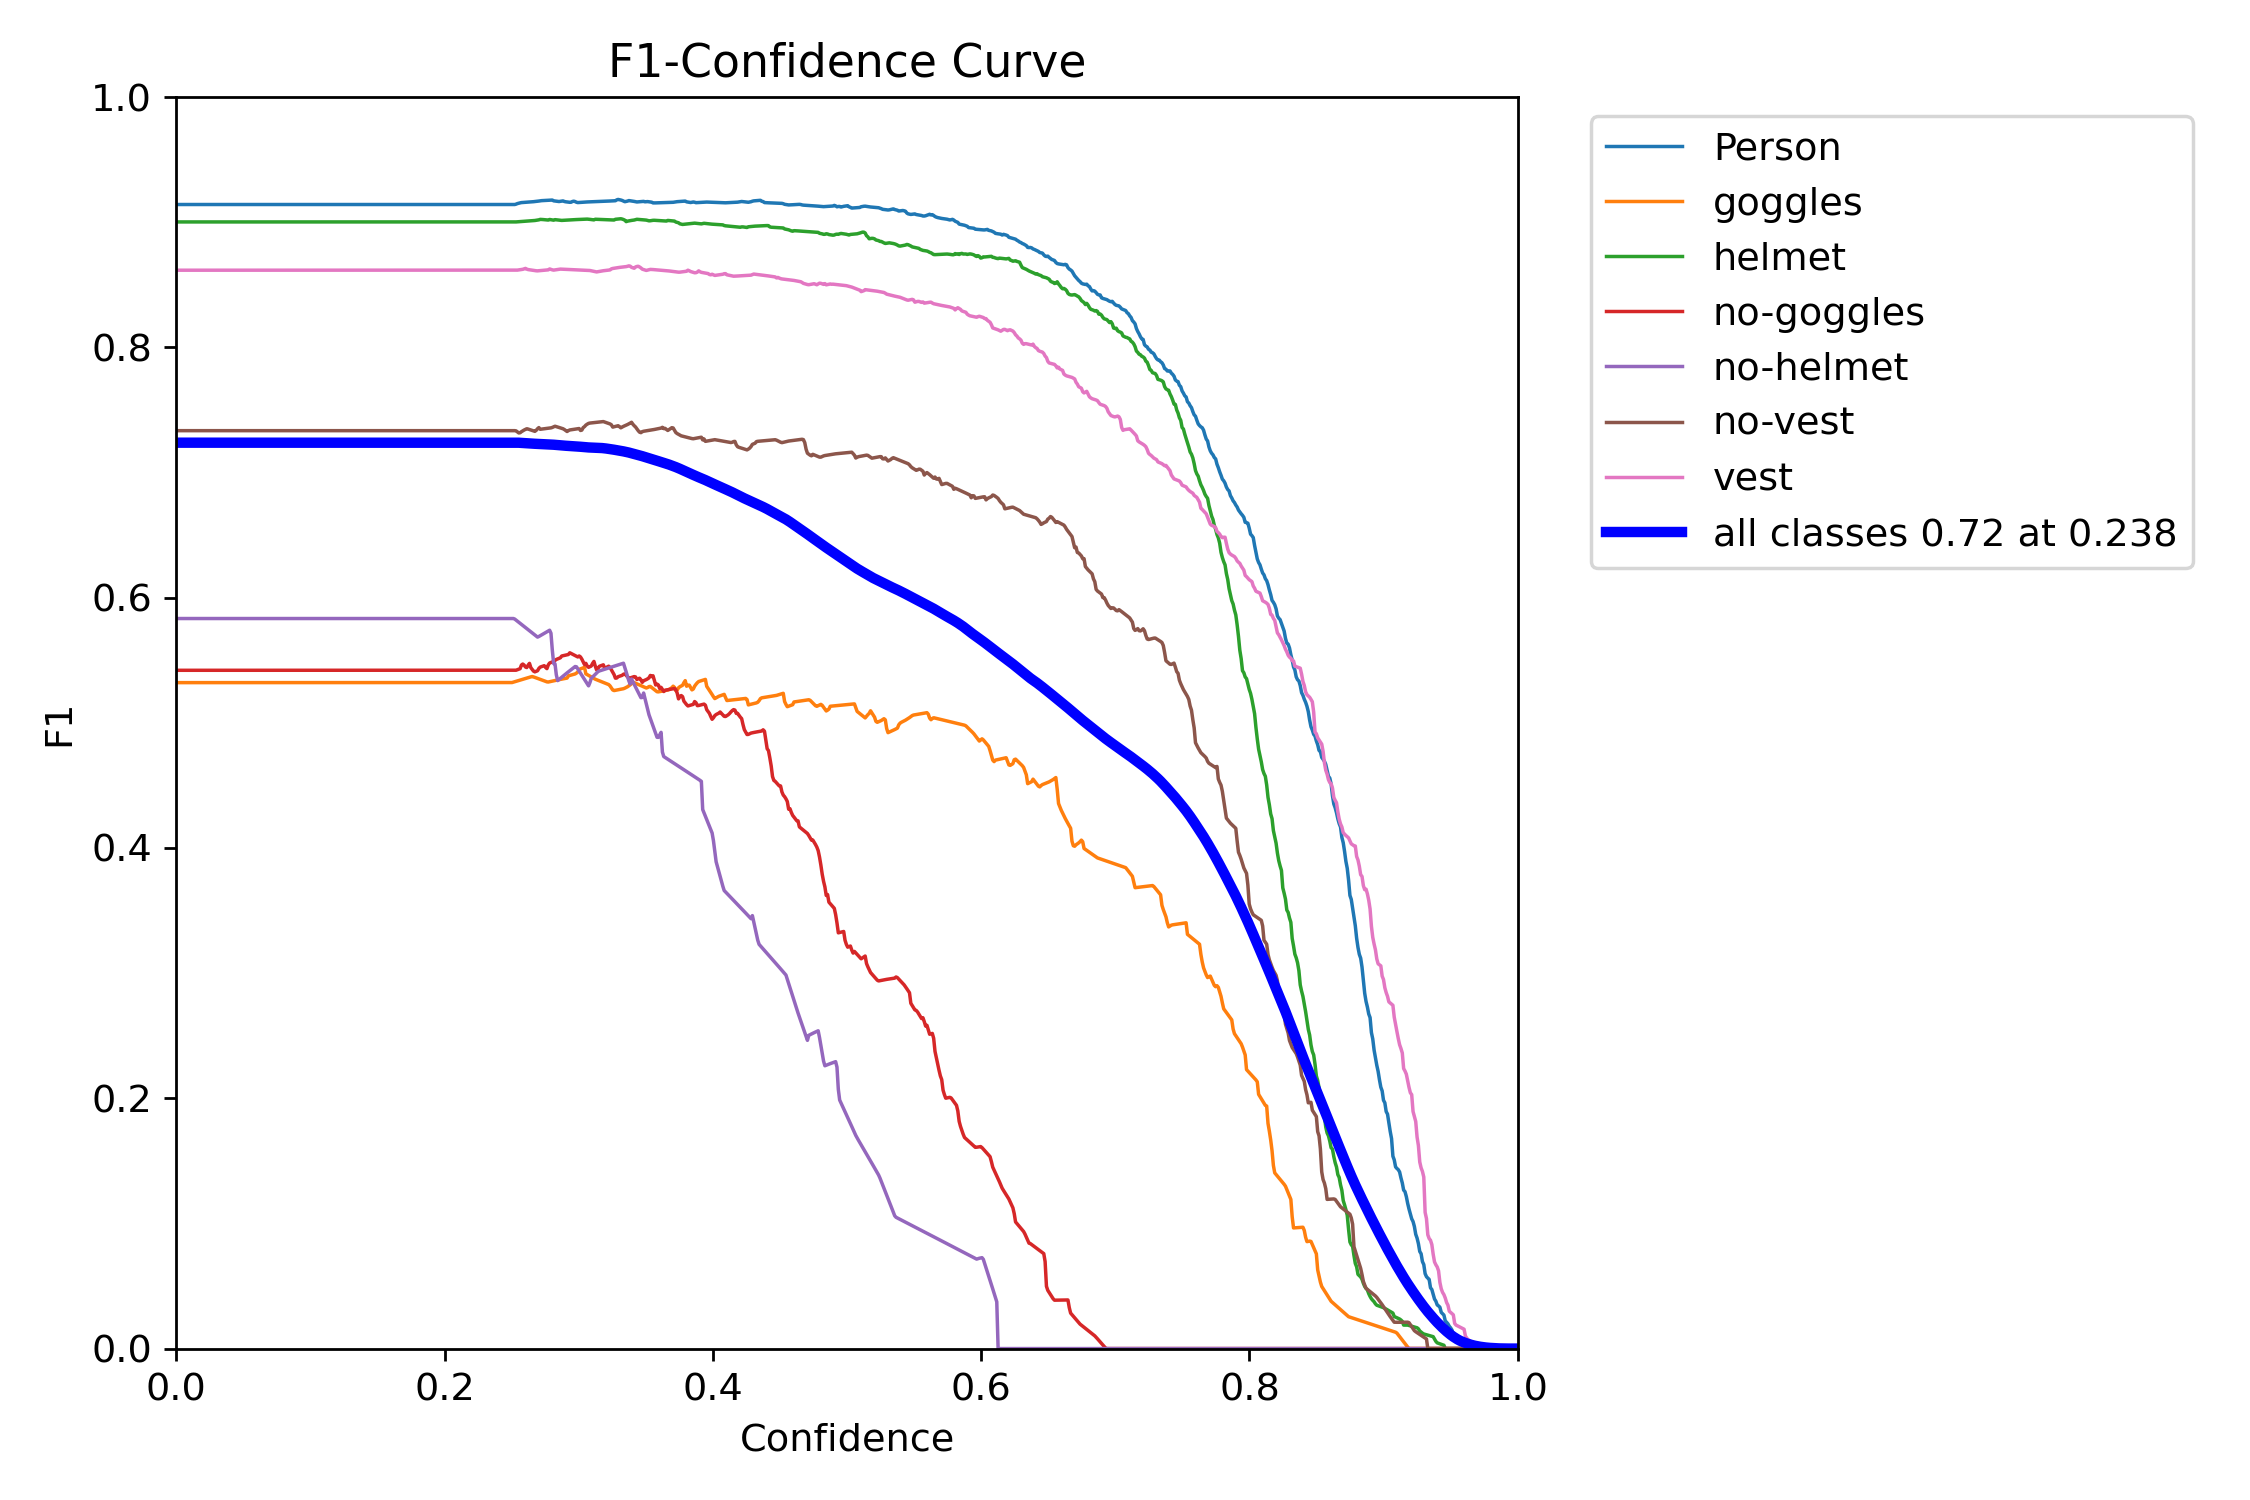 F1-Confidence Curve
1.0
0.8
0.6
0.4
0.2
0.0
F1
0.0 0.2 0.4 0.6 0.8 1.0
Confidence
Person
goggles
helmet
no-goggles
no-helmet
no-vest
vest
all classes 0.72 at 0.238